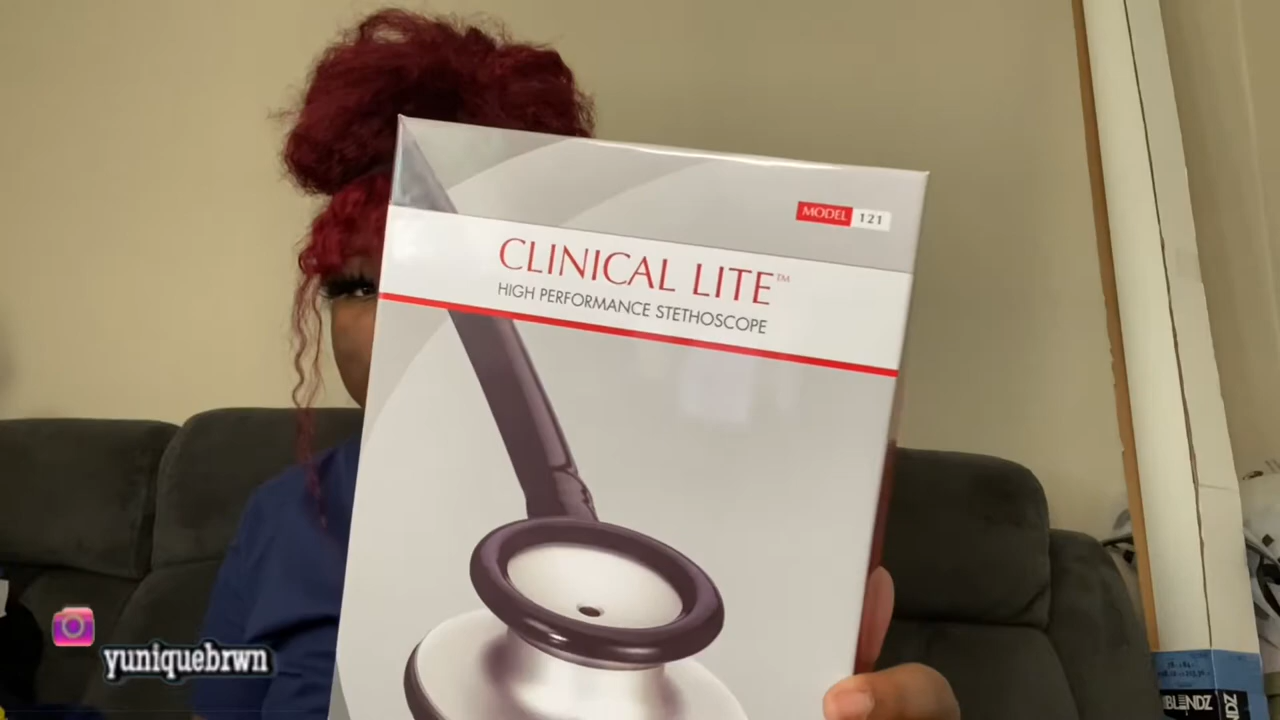 MODEL 121
CLINICAL LITE™
HIGH PERFORMANCE STETHOSCOPE
yuniquebrwn